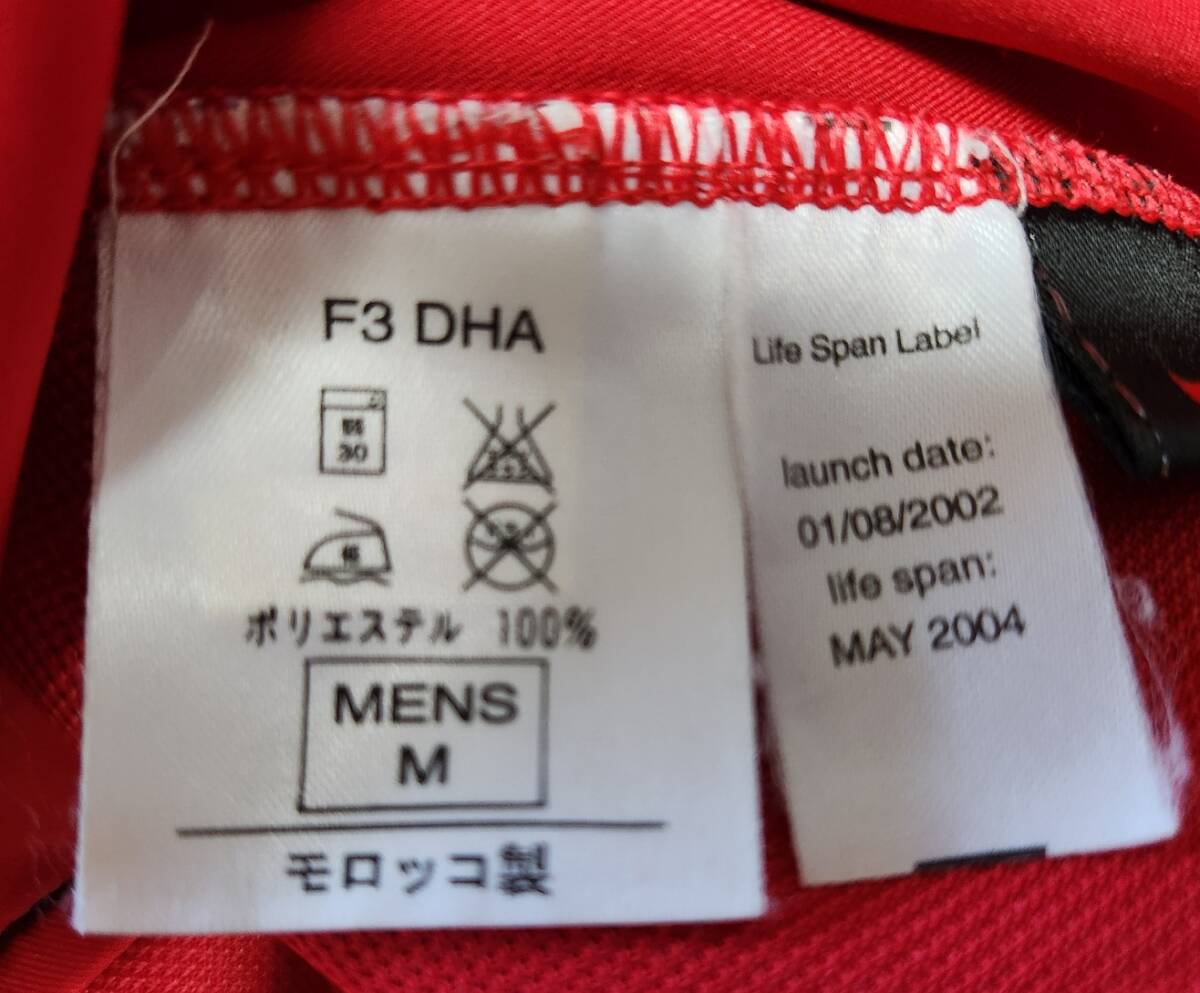 F3 DHA
30
ポリエステル 100%
MENS
M
モロッコ製
Life Span Label
launch date:
01/08/2002
life span:
MAY 2004